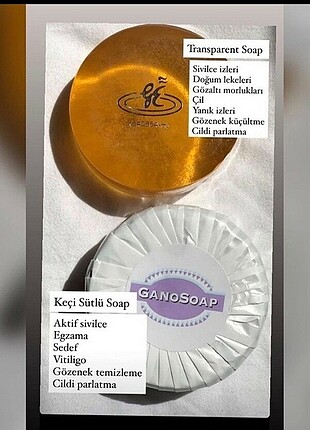 Transparent Soap
Sivilce izleri
Doğum lekeleri
Gözaltı morlukları
Çil
Yanık izleri
Gözenek küçültme
Cildi parlatma
GANOSOAP
Keçi Sütlü Soap
Aktif sivilce
Egzama
Sedef
Vitiligo
Gözenek temizleme
Cildi parlatma